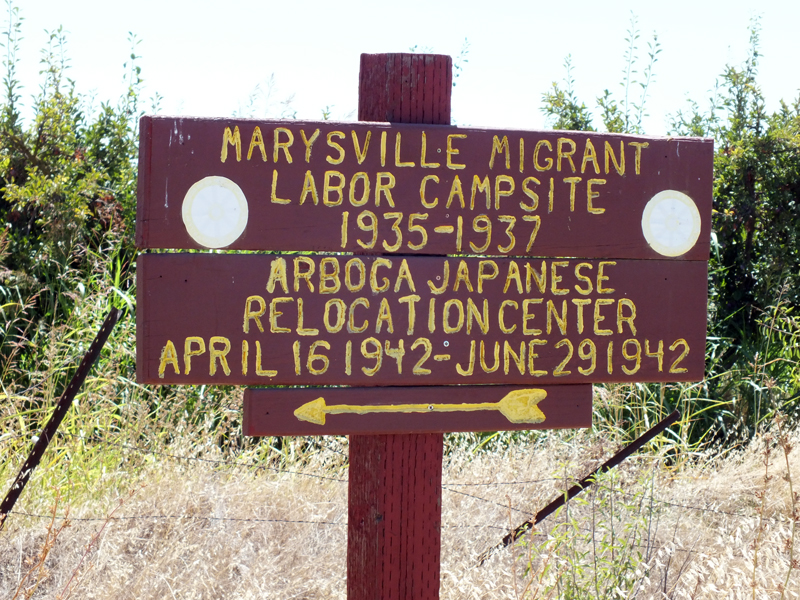 MARYSVILLE MIGRANT
LABOR CAMPSITE
1935-1937
ARBOGA JAPANESE
RELOCATION CENTER
APRIL 16 1942-JUNE 29 1942